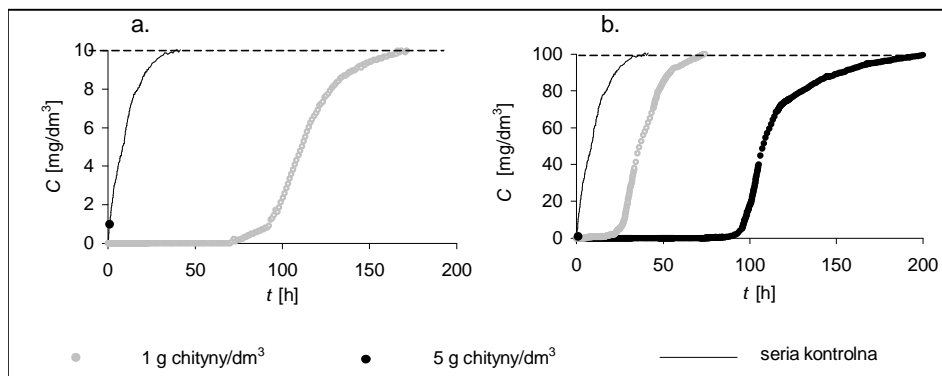 a.
C [mg/dm³]
10
8
6
4
2
0
0 50 100 150 200
t [h]
b.
C [mg/dm³]
100
80
60
40
20
0
0 50 100 150 200
t [h]
1 g chityny/dm³ 5 g chityny/dm³ seria kontrolna